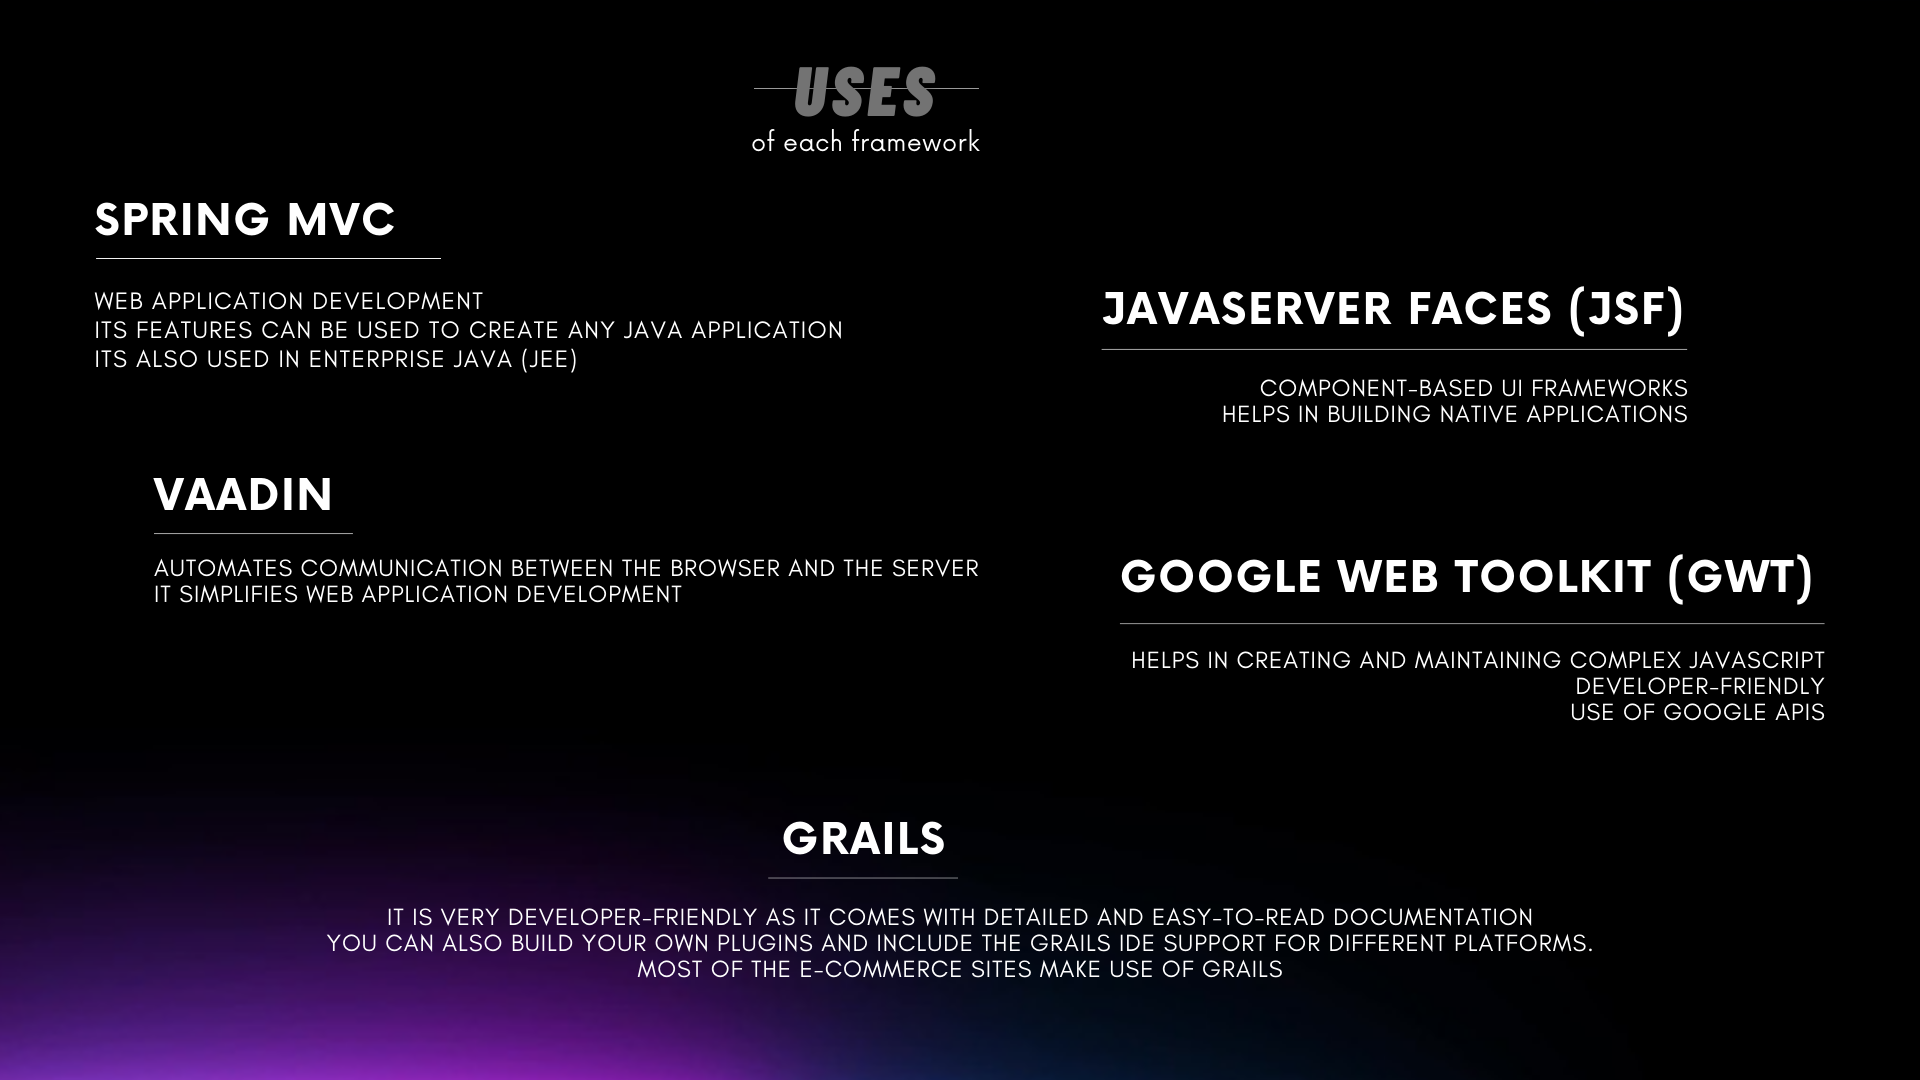 USES
of each framework
SPRING MVC
WEB APPLICATION DEVELOPMENT
ITS FEATURES CAN BE USED TO CREATE ANY JAVA APPLICATION
ITS ALSO USED IN ENTERPRISE JAVA (JEE)
JAVASERVER FACES (JSF)
COMPONENT-BASED UI FRAMEWORKS
HELPS IN BUILDING NATIVE APPLICATIONS
VAADIN
AUTOMATES COMMUNICATION BETWEEN THE BROWSER AND THE SERVER
IT SIMPLIFIES WEB APPLICATION DEVELOPMENT
GOOGLE WEB TOOLKIT (GWT)
HELPS IN CREATING AND MAINTAINING COMPLEX JAVASCRIPT
DEVELOPER-FRIENDLY
USE OF GOOGLE APIS
GRAILS
IT IS VERY DEVELOPER-FRIENDLY AS IT COMES WITH DETAILED AND EASY-TO-READ DOCUMENTATION
YOU CAN ALSO BUILD YOUR OWN PLUGINS AND INCLUDE THE GRAILS IDE SUPPORT FOR DIFFERENT PLATFORMS.
MOST OF THE E-COMMERCE SITES MAKE USE OF GRAILS